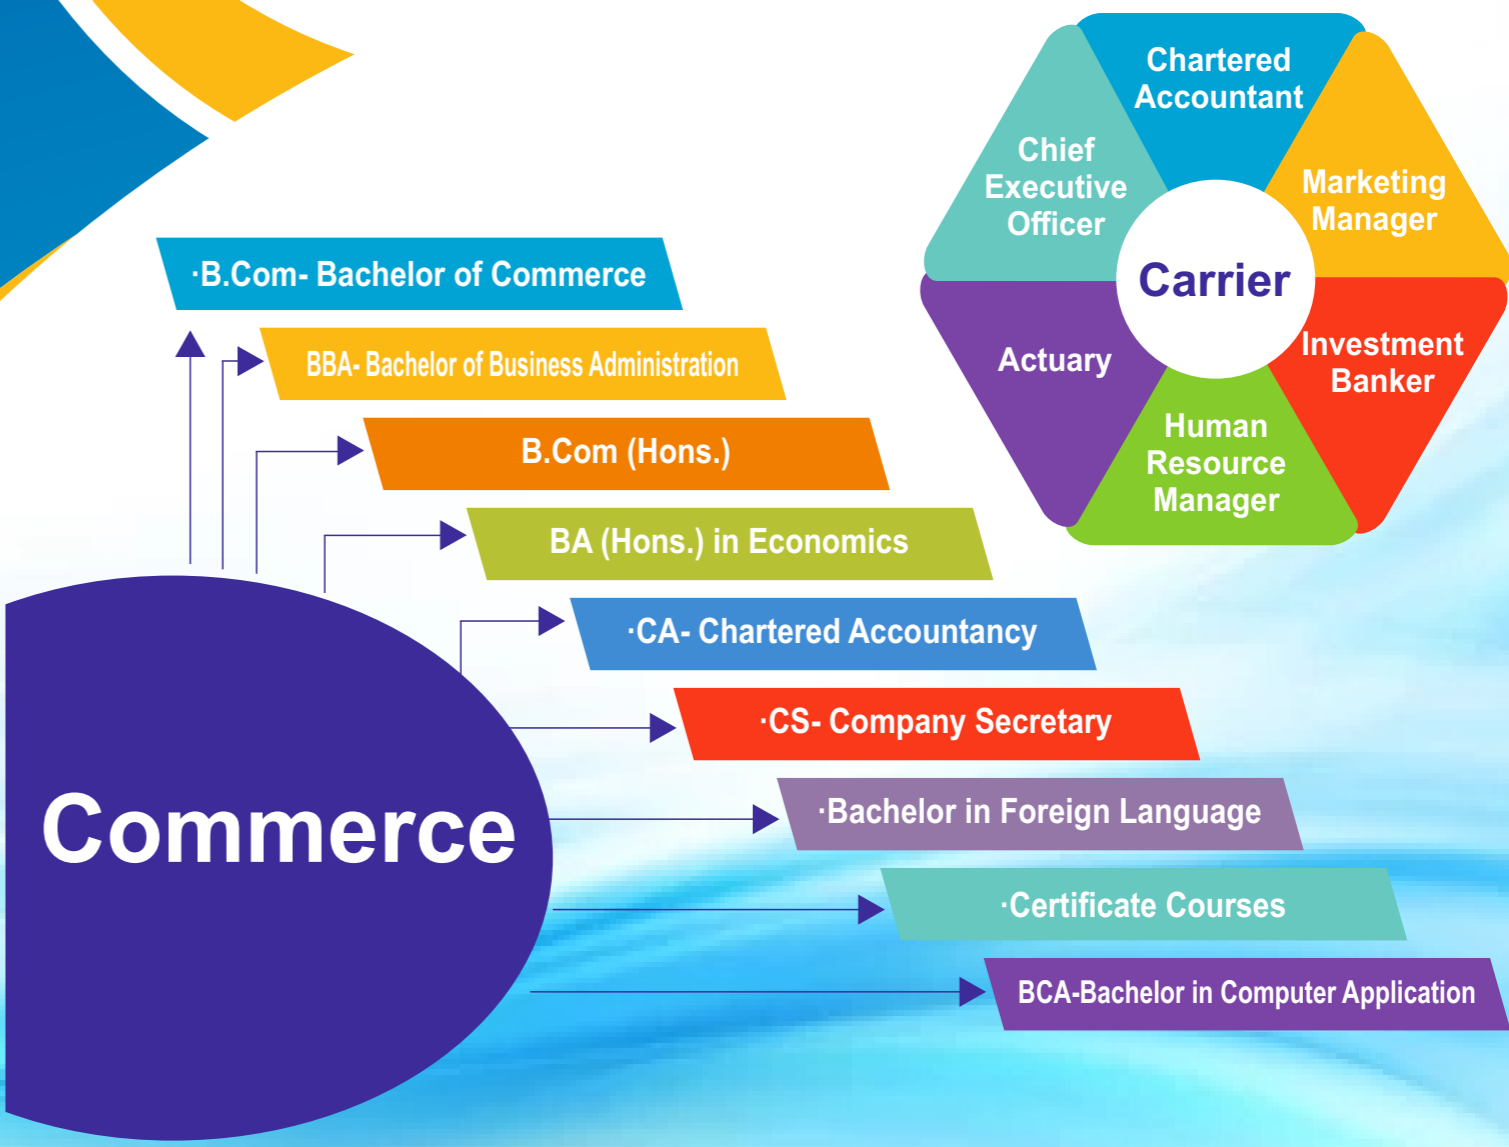 Chartered
Accountant
Chief
Executive
Officer
Marketing
Manager
Carrier
Actuary
Investment
Banker
Human
Resource
Manager
·B.Com- Bachelor of Commerce
BBA- Bachelor of Business Administration
B.Com (Hons.)
BA (Hons.) in Economics
·CA- Chartered Accountancy
·CS- Company Secretary
·Bachelor in Foreign Language
·Certificate Courses
BCA-Bachelor in Computer Application
Commerce